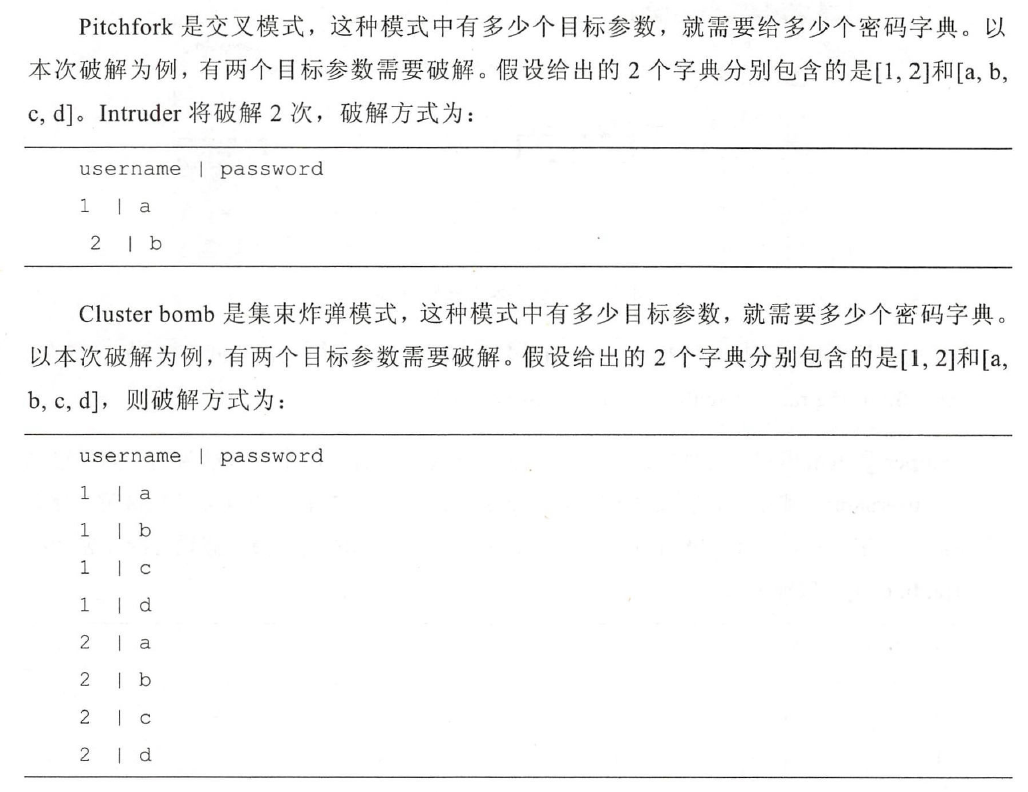 Pitchfork 是交叉模式，这种模式中有多少个目标参数，就需要给多少个密码字典。以
本次破解为例，有两个目标参数需要破解。假设给出的 2 个字典分别包含的是[1, 2]和[a, b,
c, d]。Intruder 将破解 2 次，破解方式为：
username | password
1 | a
2 | b
Cluster bomb 是集束炸弹模式，这种模式中有多少目标参数，就需要多少个密码字典。
以本次破解为例，有两个目标参数需要破解。假设给出的 2 个字典分别包含的是[1, 2]和[a,
b, c, d]，则破解方式为：
username | password
1 | a
1 | b
1 | c
1 | d
2 | a
2 | b
2 | c
2 | d